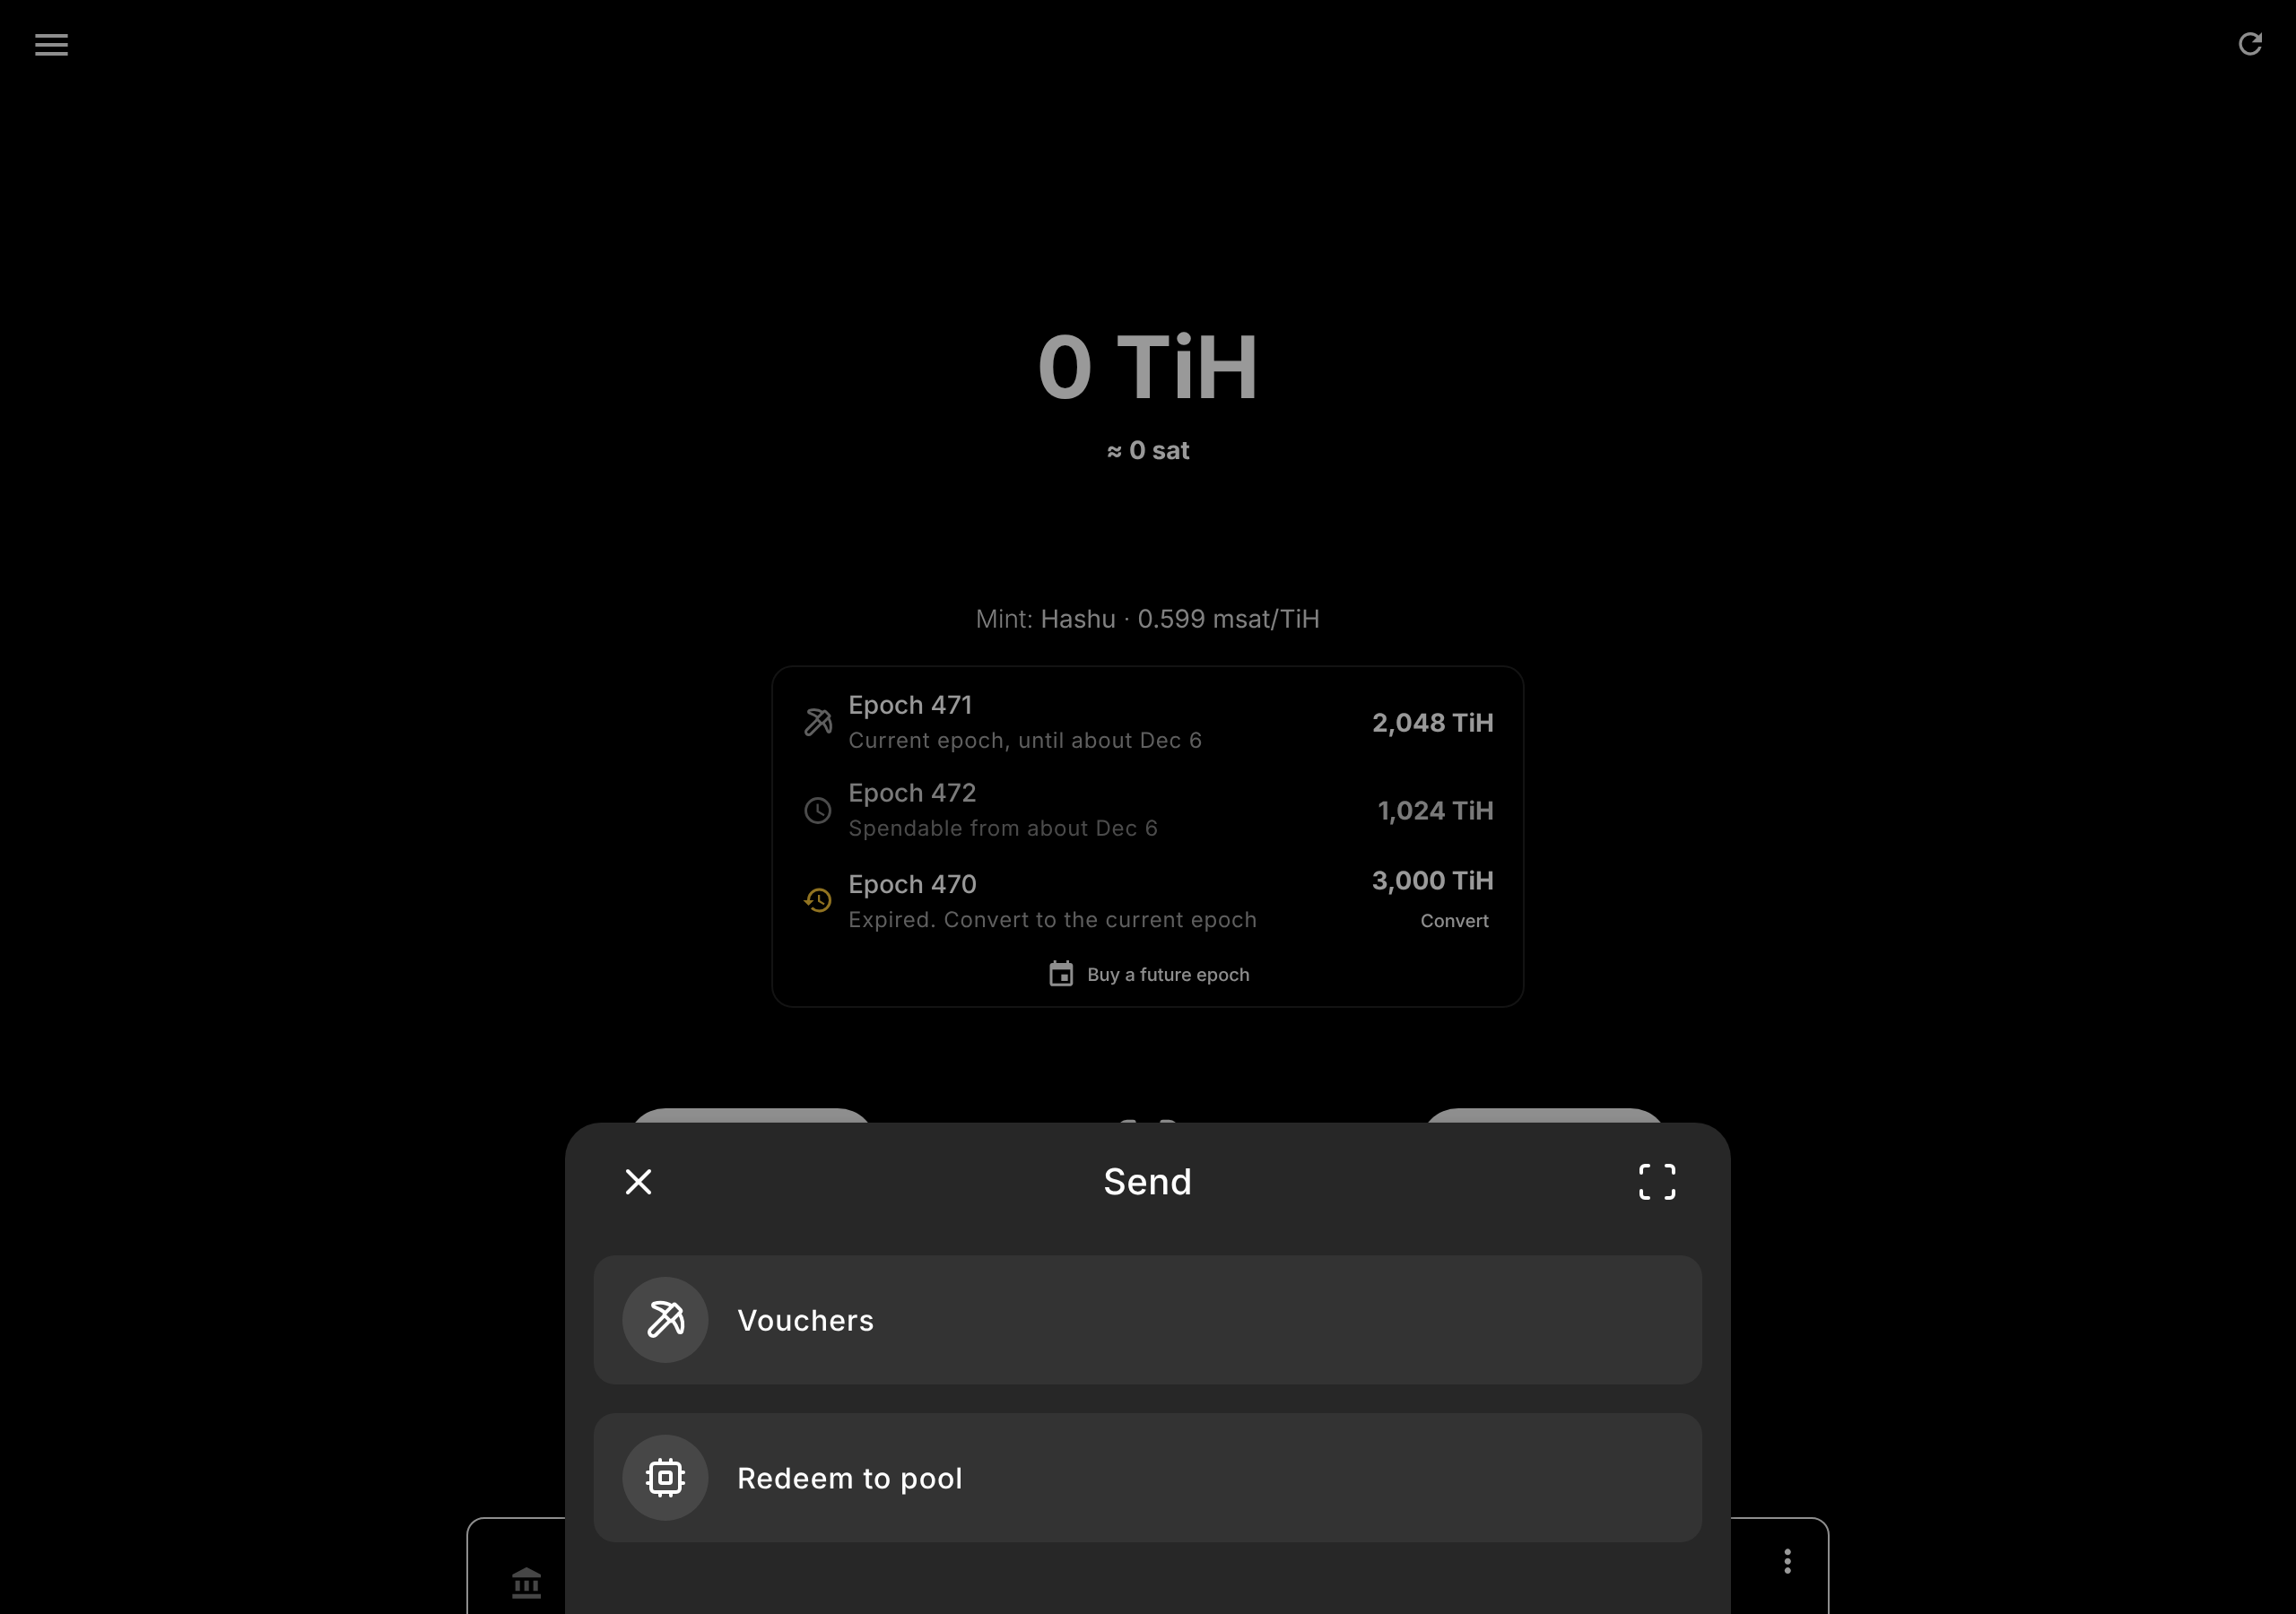 0 TiH
≈ 0 sat
Mint: Hashu · 0.599 msat/TiH
Epoch 471
Current epoch, until about Dec 6
2,048 TiH
Epoch 472
Spendable from about Dec 6
1,024 TiH
Epoch 470
Expired. Convert to the current epoch
3,000 TiH
Convert
Buy a future epoch
Send
Vouchers
Redeem to pool